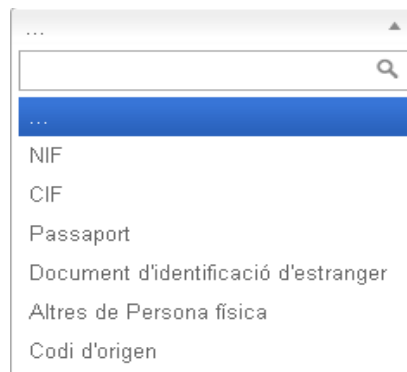 ...
...
NIF
CIF
Passaport
Document d'identificació d'estranger
Altres de Persona física
Codi d'origen